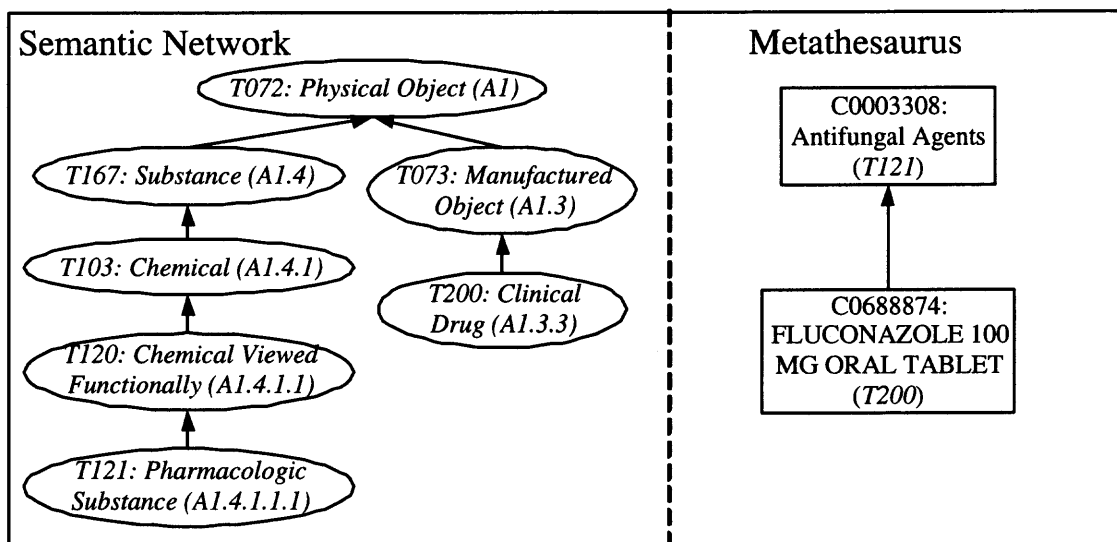 Semantic Network
T072: Physical Object (A1)
T167: Substance (A1.4)
T073: Manufactured
Object (A1.3)
T103: Chemical (A1.4.1)
T200: Clinical
Drug (A1.3.3)
T120: Chemical Viewed
Functionally (A1.4.1.1)
T121: Pharmacologic
Substance (A1.4.1.1.1)
Metathesaurus
C0003308:
Antifungal Agents
(T121)
C0688874:
FLUCONAZOLE 100
MG ORAL TABLET
(T200)